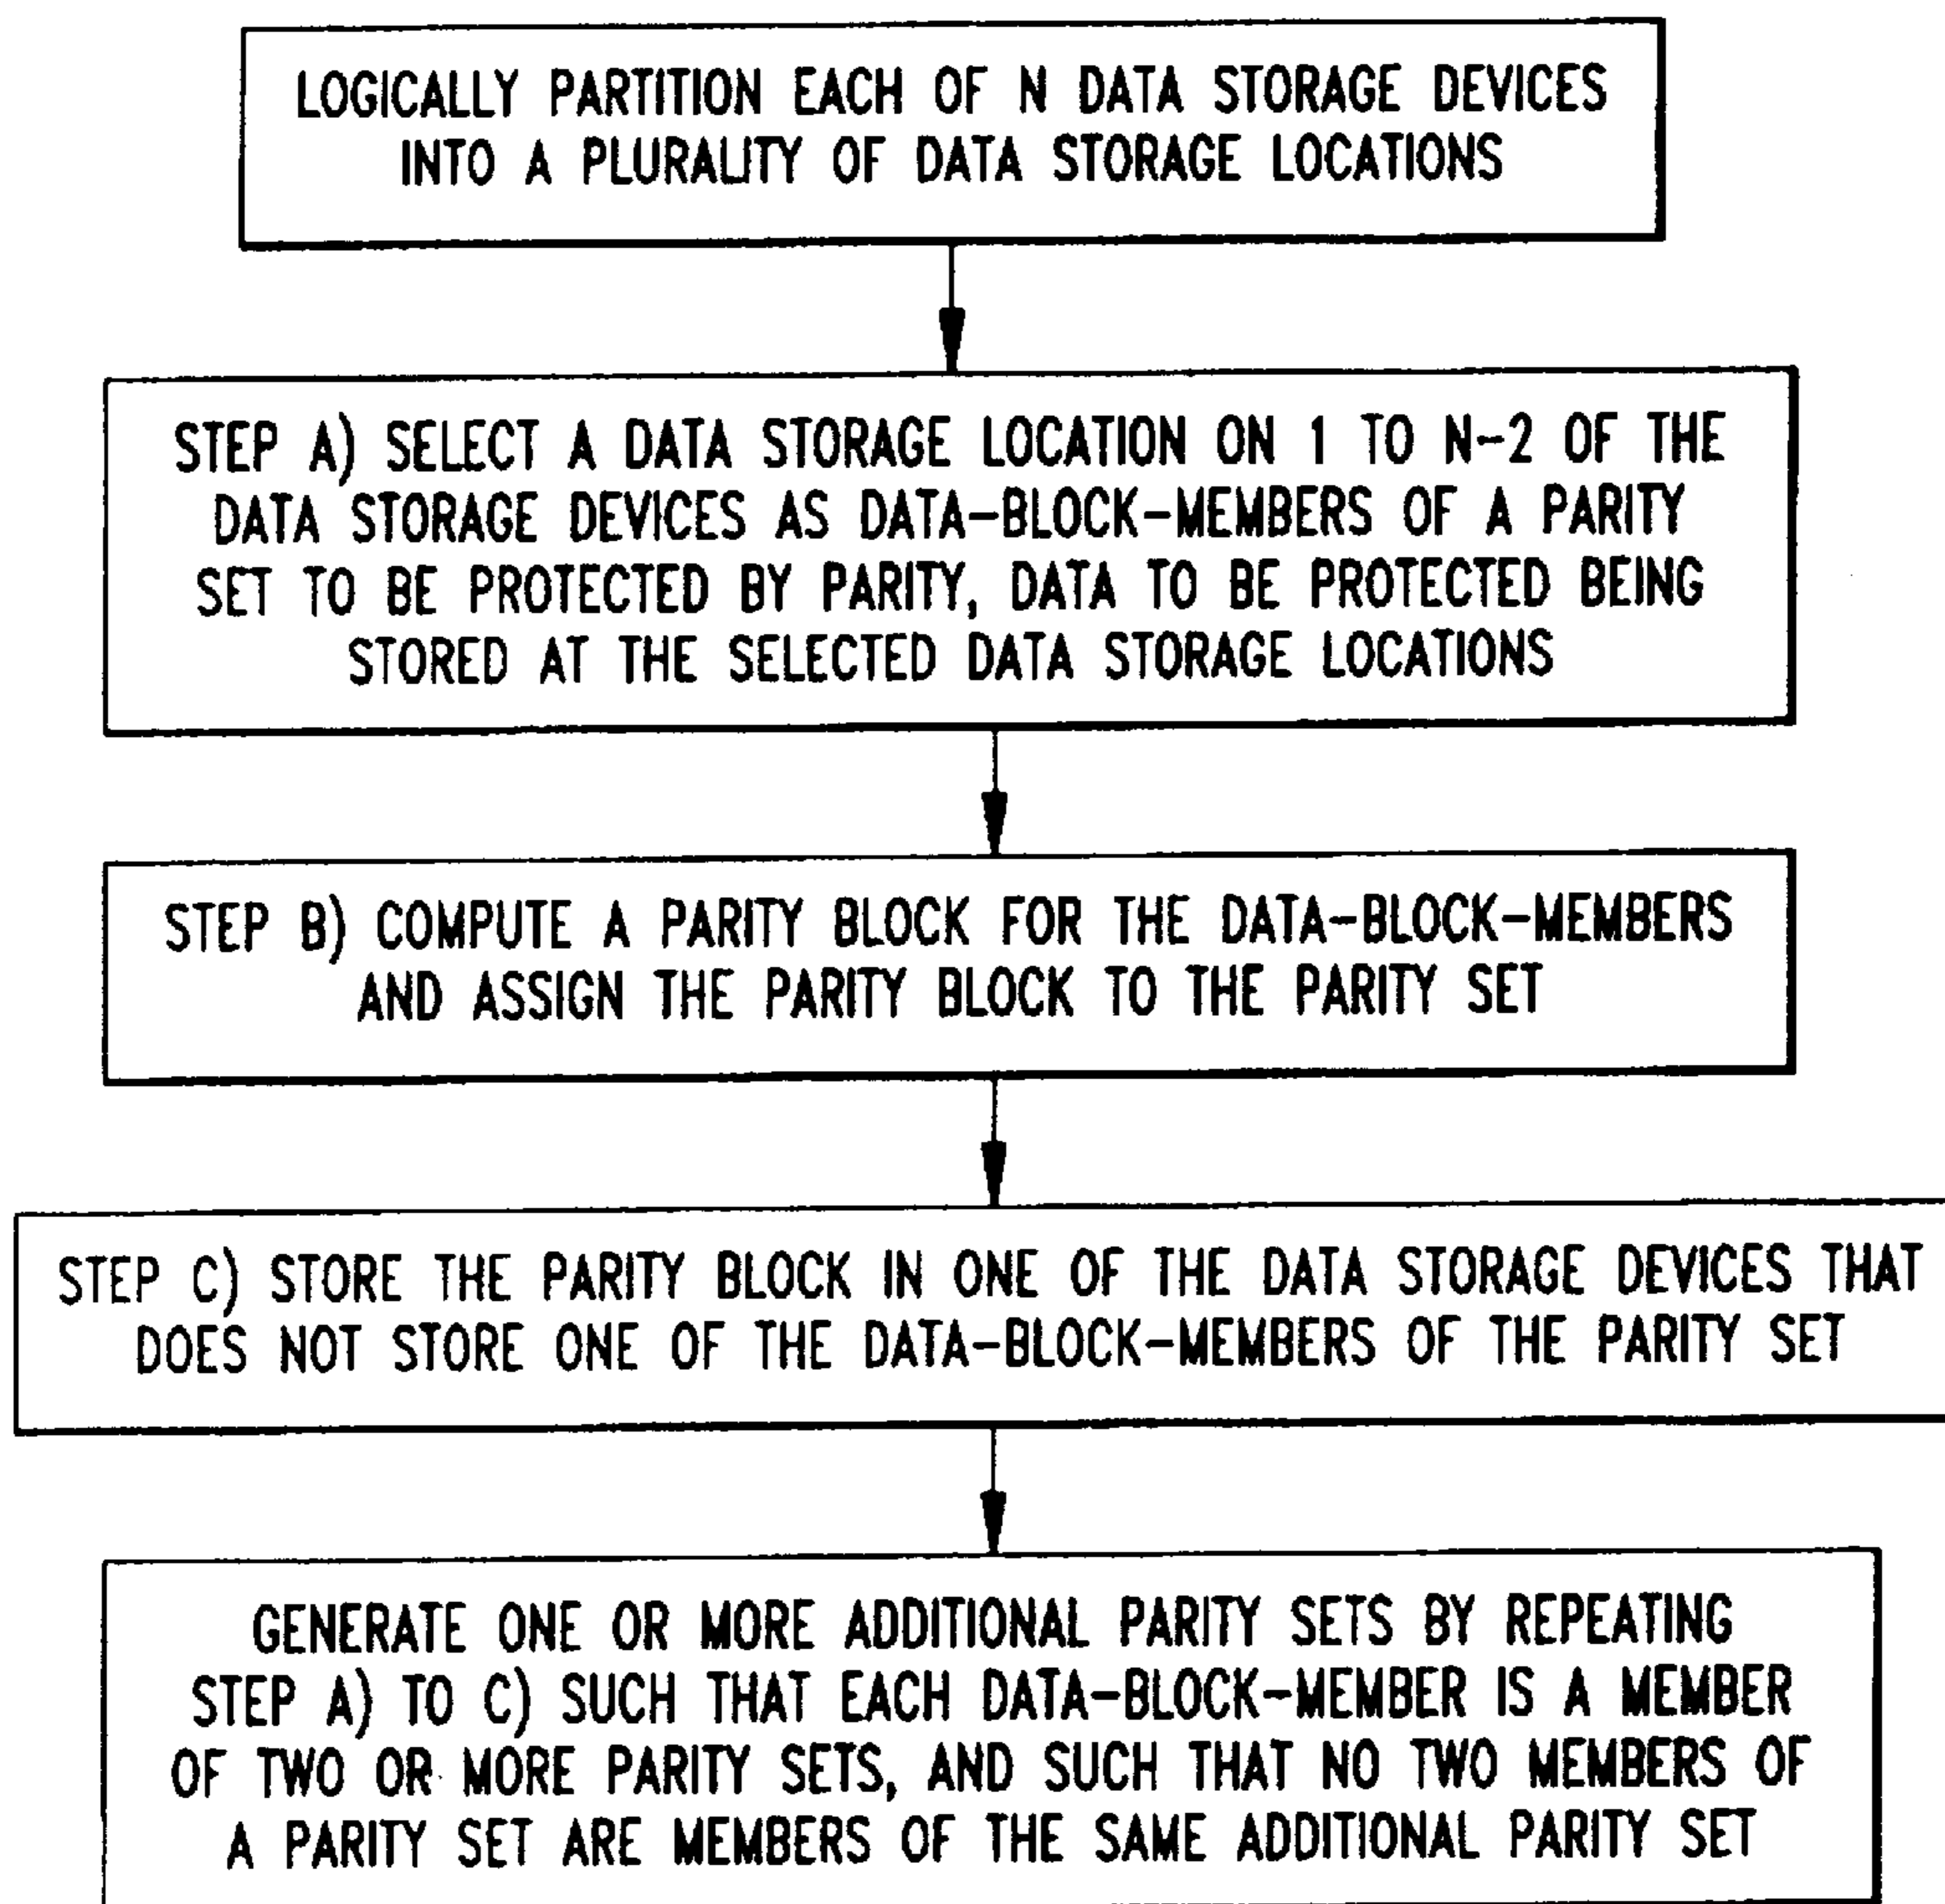 LOGICALLY PARTITION EACH OF N DATA STORAGE DEVICES
INTO A PLURALITY OF DATA STORAGE LOCATIONS
STEP A) SELECT A DATA STORAGE LOCATION ON 1 TO N-2 OF THE
DATA STORAGE DEVICES AS DATA-BLOCK-MEMBERS OF A PARITY
SET TO BE PROTECTED BY PARITY, DATA TO BE PROTECTED BEING
STORED AT THE SELECTED DATA STORAGE LOCATIONS
STEP B) COMPUTE A PARITY BLOCK FOR THE DATA-BLOCK-MEMBERS
AND ASSIGN THE PARITY BLOCK TO THE PARITY SET
STEP C) STORE THE PARITY BLOCK IN ONE OF THE DATA STORAGE DEVICES THAT
DOES NOT STORE ONE OF THE DATA-BLOCK-MEMBERS OF THE PARITY SET
GENERATE ONE OR MORE ADDITIONAL PARITY SETS BY REPEATING
STEP A) TO C) SUCH THAT EACH DATA-BLOCK-MEMBER IS A MEMBER
OF TWO OR MORE PARITY SETS, AND SUCH THAT NO TWO MEMBERS OF
A PARITY SET ARE MEMBERS OF THE SAME ADDITIONAL PARITY SET